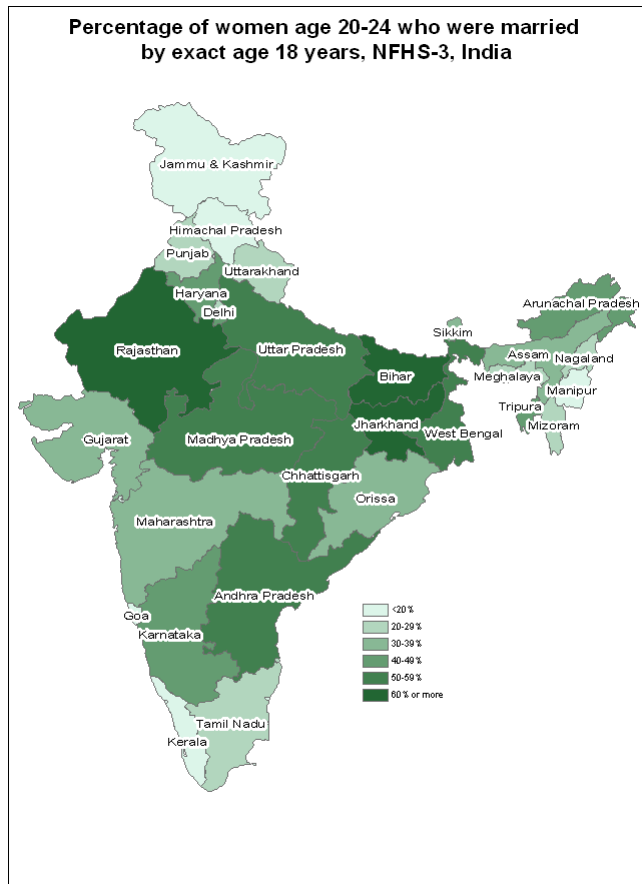 Percentage of women age 20-24 who were married
by exact age 18 years, NFHS-3, India
Jammu & Kashmir
Himachal Pradesh
Punjab
Uttarakhand
Haryana
Delhi
Arunachal Pradesh
Sikkim
Rajasthan
Uttar Pradesh
Assam
Nagaland
Bihar
Meghalaya
Manipur
Tripura
Jharkhand
Mizoram
Gujarat
Madhya Pradesh
West Bengal
Chhattisgarh
Orissa
Maharashtra
Andhra Pradesh
Goa
Karnataka
Tamil Nadu
Kerala
<20%
20-29%
30-39%
40-49%
50-59%
60% or more